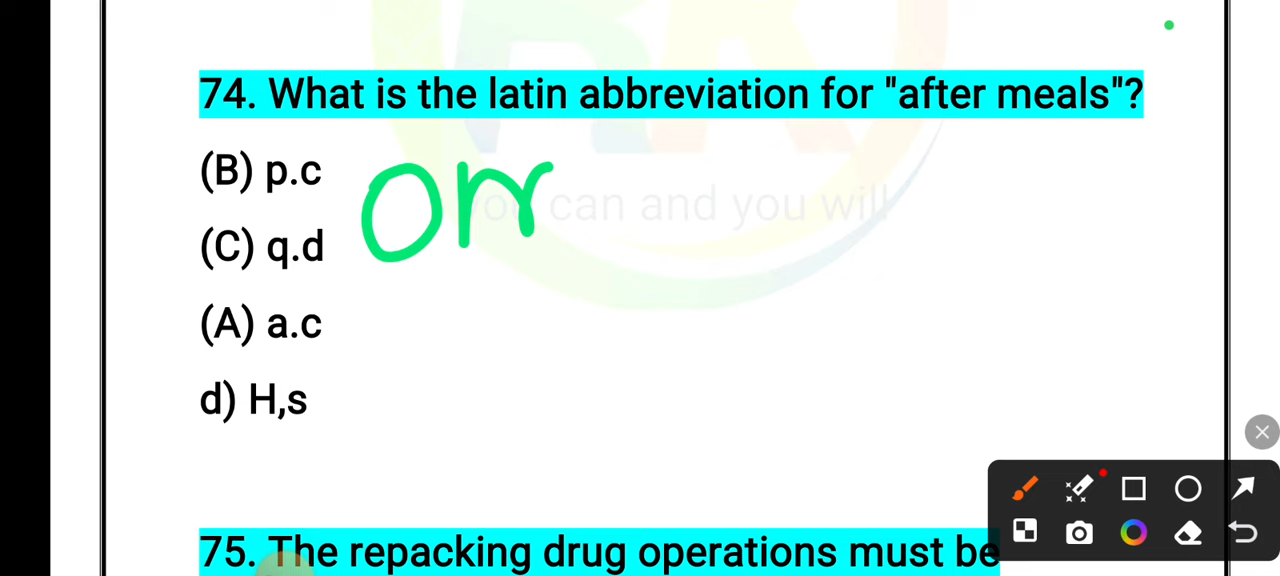 74. What is the latin abbreviation for "after meals"?
(B) p.c
(C) q.d
you can and you will
(A) a.c
d) H,s
75. The repacking drug operations must be